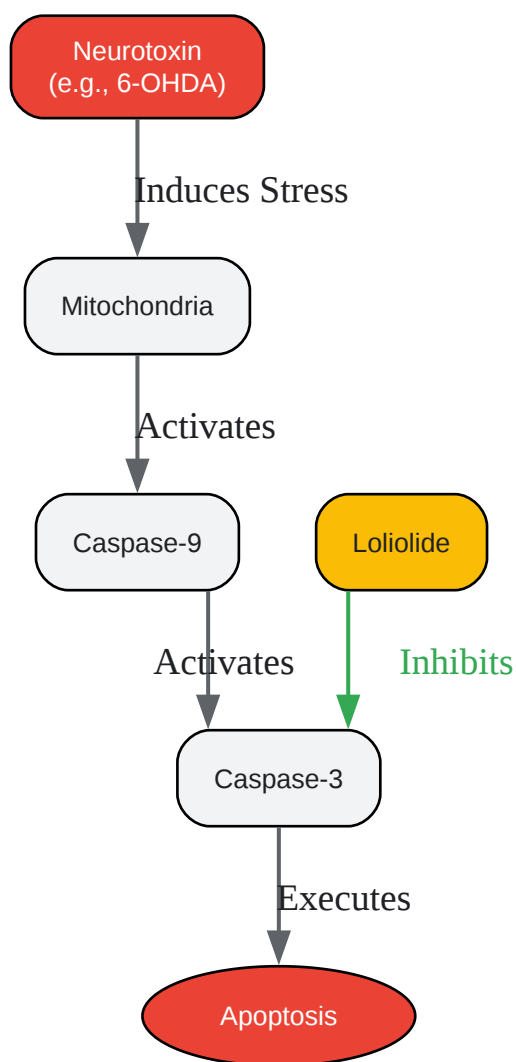 Neurotoxin
(e.g., 6-OHDA)
Induces Stress
Mitochondria
Activates
Caspase-9
Loliolide
Activates
Inhibits
Caspase-3
Executes
Apoptosis